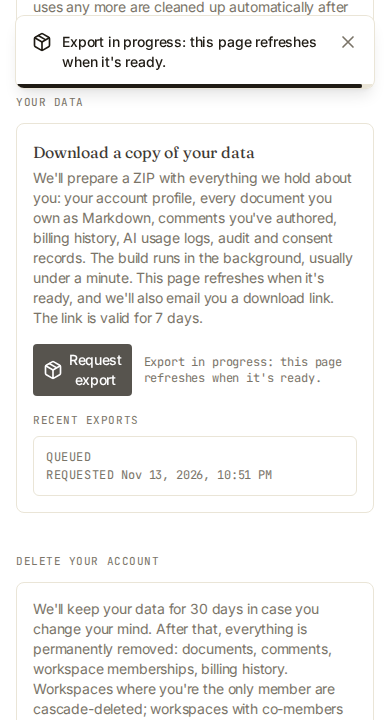 uses any more are cleaned up automatically after
Export in progress: this page refreshes
when it's ready.
YOUR DATA
Download a copy of your data
We'll prepare a ZIP with everything we hold about
you: your account profile, every document you
own as Markdown, comments you've authored,
billing history, AI usage logs, audit and consent
records. The build runs in the background, usually
under a minute. This page refreshes when it's
ready, and we'll also email you a download link.
The link is valid for 7 days.
Request
export
Export in progress: this page
refreshes when it's ready.
RECENT EXPORTS
QUEUED
REQUESTED Nov 13, 2026, 10:51 PM
DELETE YOUR ACCOUNT
We'll keep your data for 30 days in case you
change your mind. After that, everything is
permanently removed: documents, comments,
workspace memberships, billing history.
Workspaces where you're the only member are
cascade-deleted; workspaces with co-members